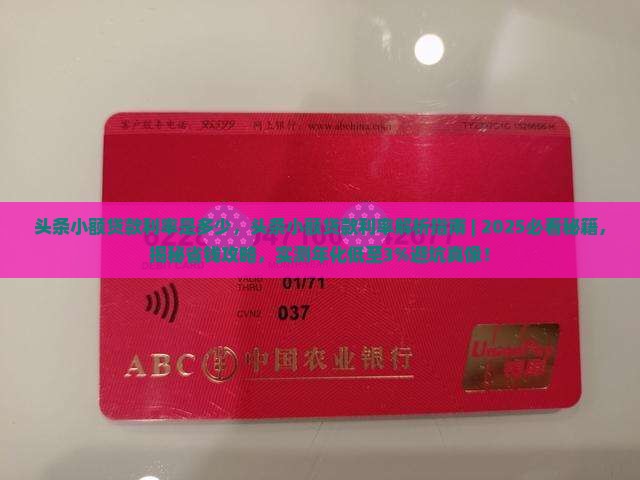 客户服务电话：95599 网上银行：www.abchina.com
头条小额贷款利率是多少，头条小额贷款利率解析指南 | 2025必看秘籍，
揭秘省钱攻略，实测年化低至3%避坑真像！
VALID
THRU 01/71
CVN2 037
ABC 中国农业银行
UnionPay
银联